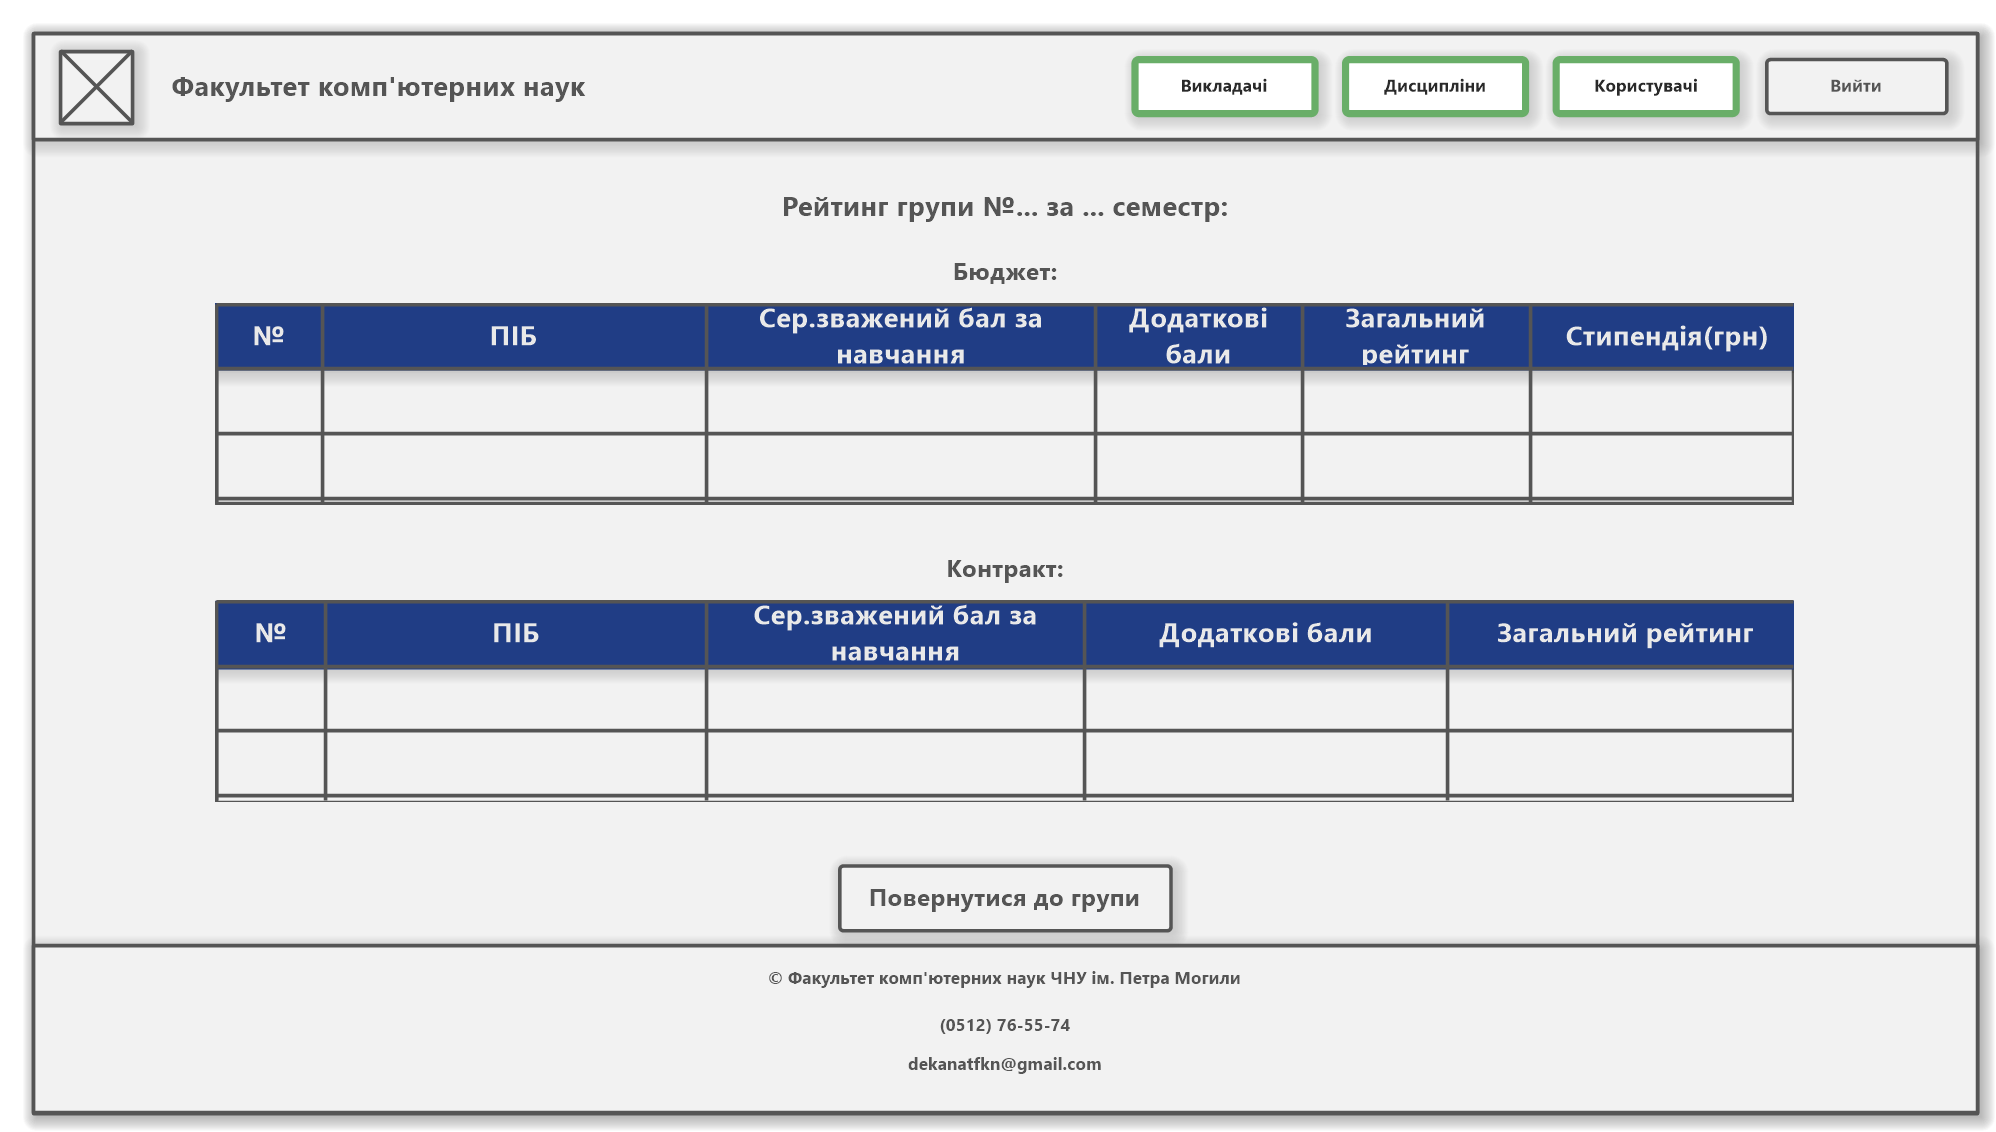 Факультет комп'ютерних наук
Викладачі
Дисципліни
Користувачі
Вийти
Рейтинг групи №... за ... семестр:
Бюджет:
№
ПІБ
Сер.зважений бал за
навчання
Додаткові
бали
Загальний
рейтинг
Стипендія(грн)
Контракт:
№
ПІБ
Сер.зважений бал за
навчання
Додаткові бали
Загальний рейтинг
Повернутися до групи
© Факультет комп'ютерних наук ЧНУ ім. Петра Могили
(0512) 76-55-74
dekanatfkn@gmail.com